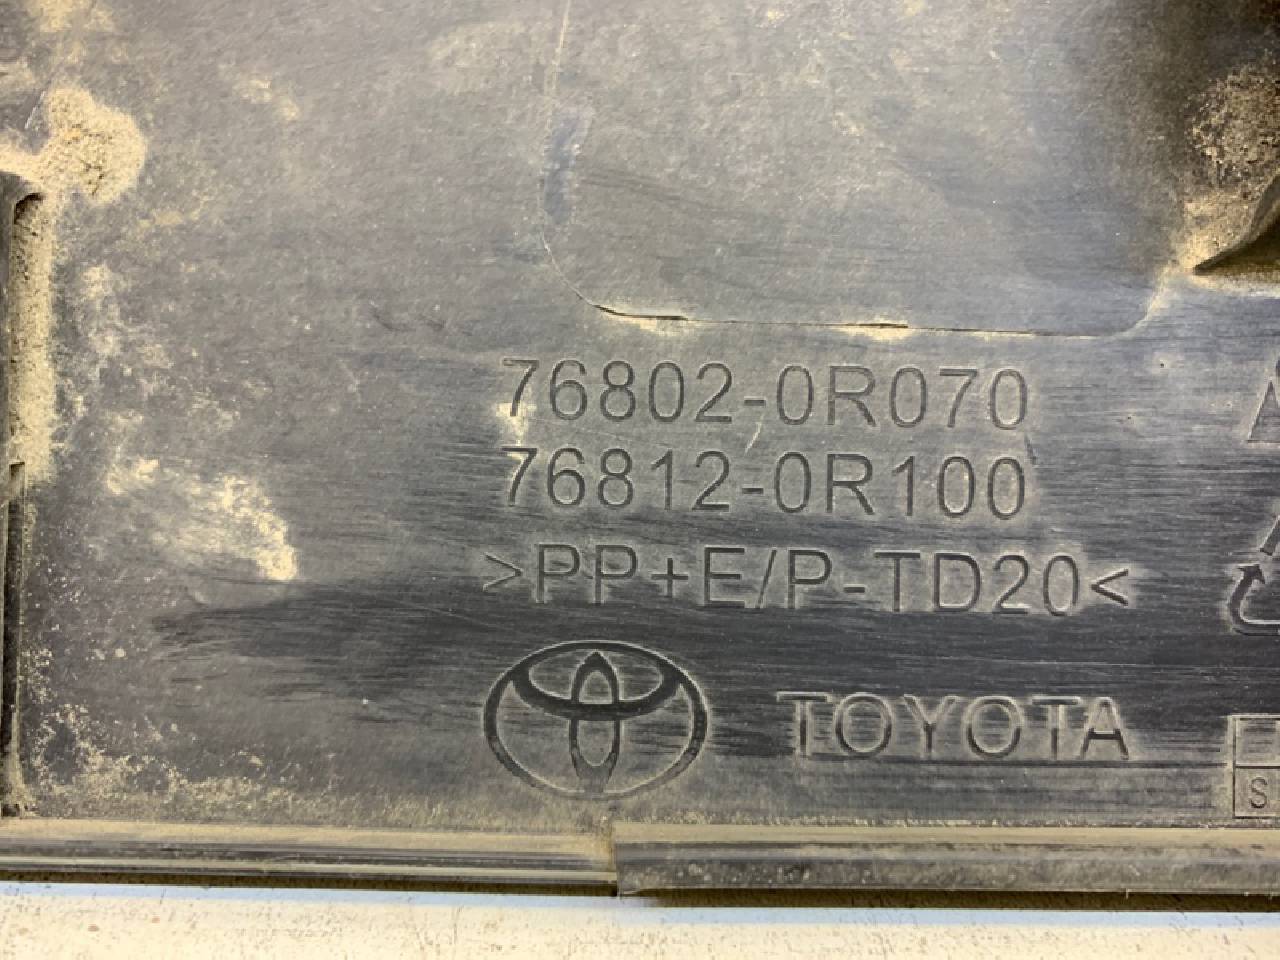 76802-0R070
76812-0R100
>PP+E/P-TD20<
TOYOTA